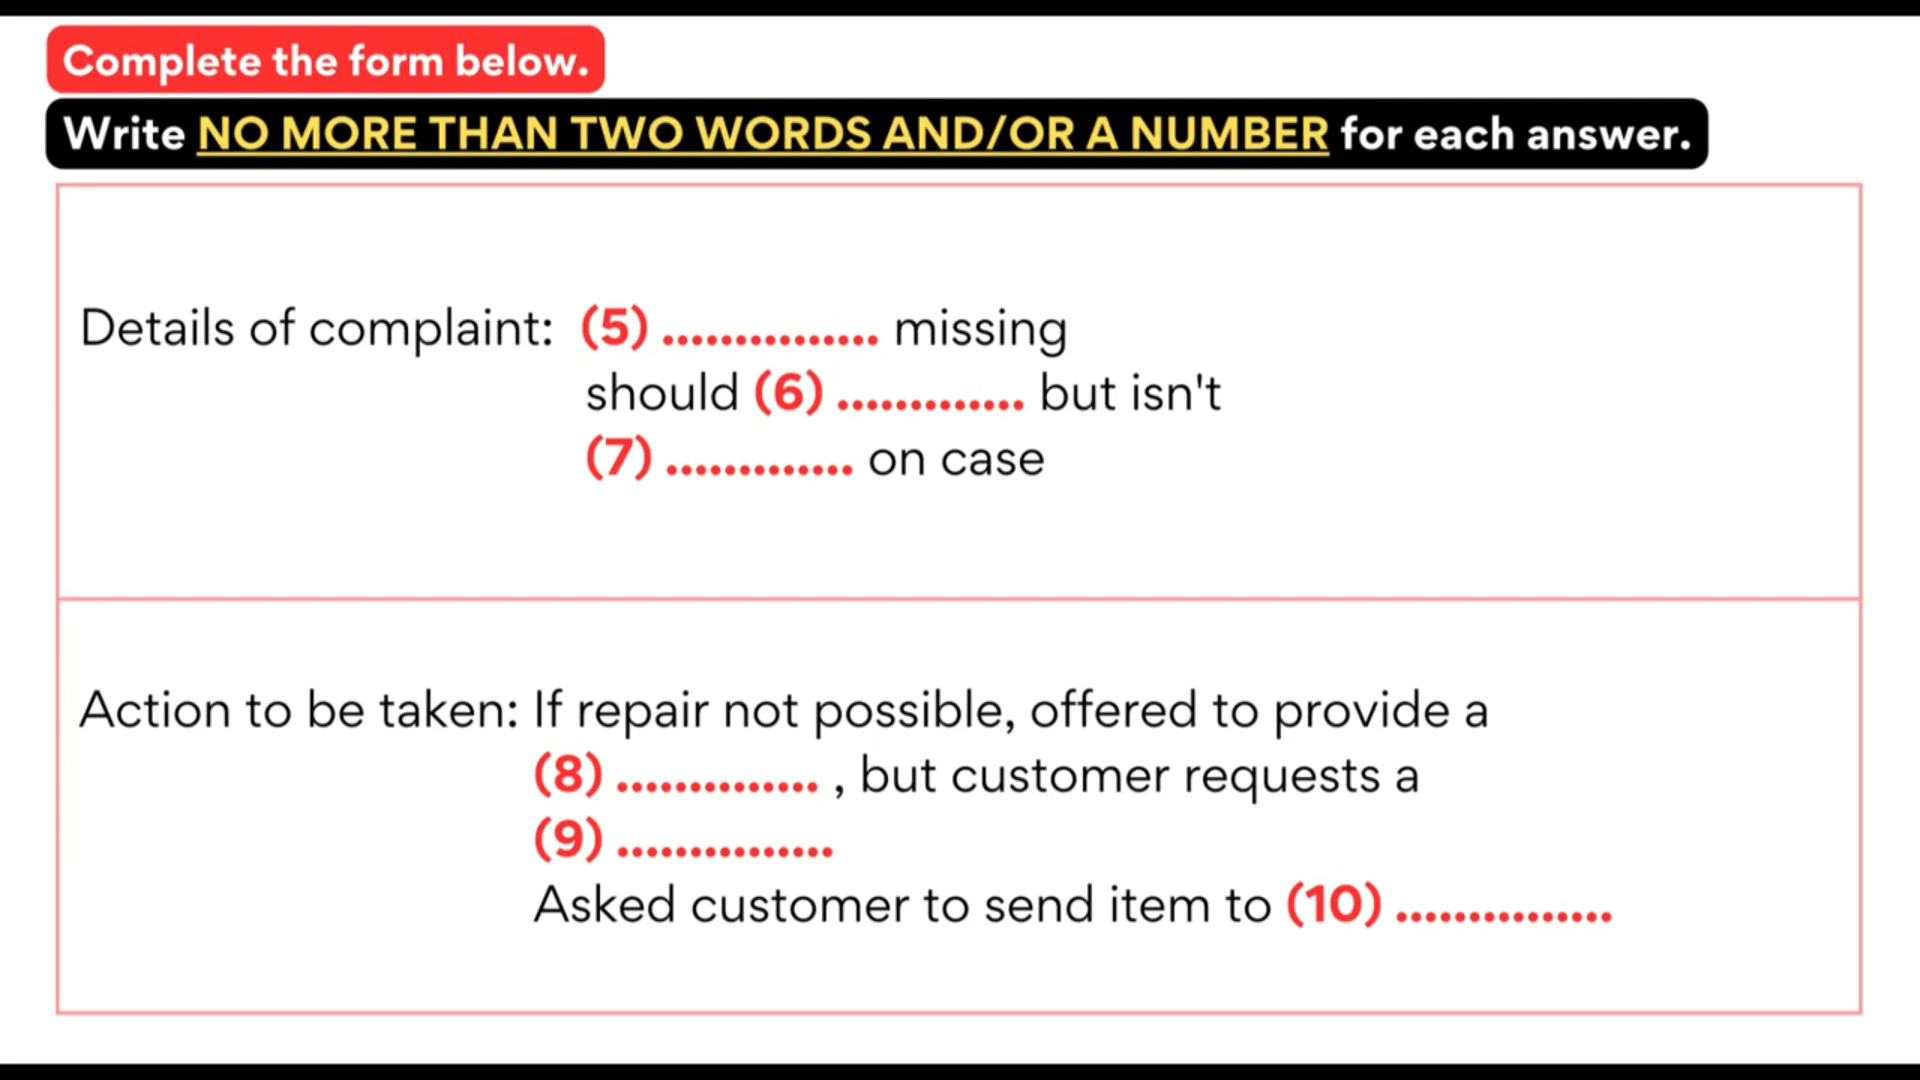 Complete the form below.
Write NO MORE THAN TWO WORDS AND/OR A NUMBER for each answer.
Details of complaint: (5) ............... missing
should (6) ............. but isn't
(7) ............. on case
Action to be taken: If repair not possible, offered to provide a
(8) .............. , but customer requests a
(9) ...............
Asked customer to send item to (10) ...............